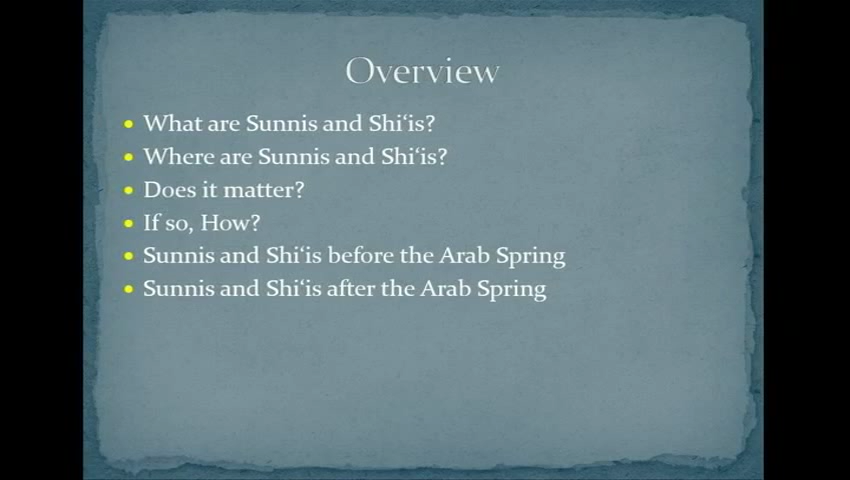 Overview
• What are Sunnis and Shi‘is?
• Where are Sunnis and Shi‘is?
• Does it matter?
• If so, How?
• Sunnis and Shi‘is before the Arab Spring
• Sunnis and Shi‘is after the Arab Spring